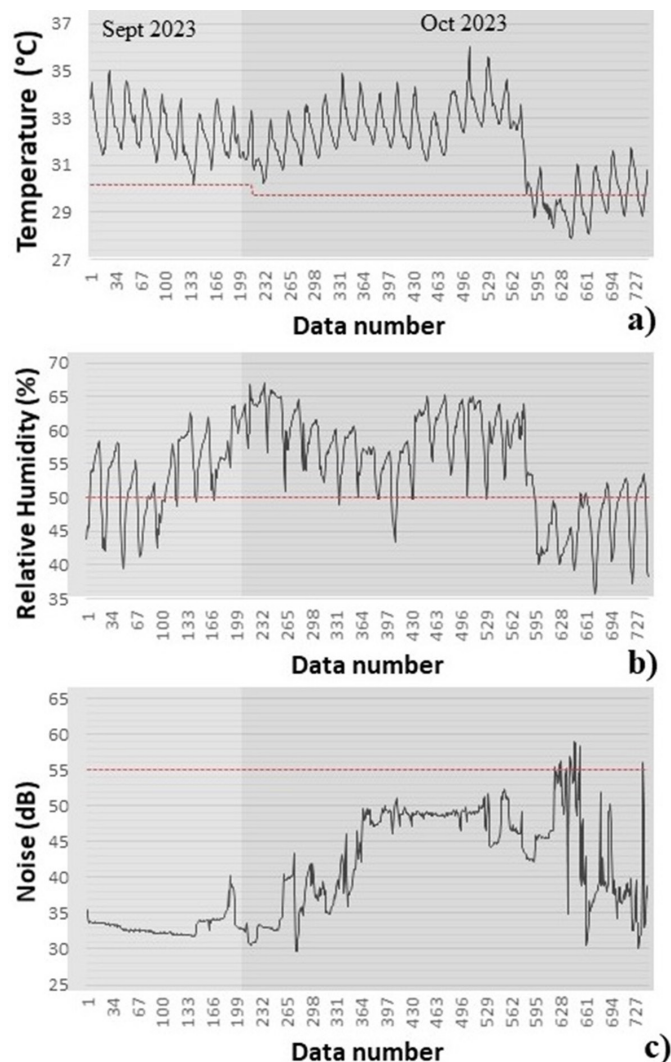 Sept 2023
Oct 2023
Temperature (°C)
37
35
33
31
29
27
1 34 67 100 133 166 199 232 265 298 331 364 397 430 463 496 529 562 595 628 661 694 727
Data number
a)
Relative Humidity (%)
70
65
60
55
50
45
40
35
1 34 67 100 133 166 199 232 265 298 331 364 397 430 463 496 529 562 595 628 661 694 727
Data number
b)
Noise (dB)
65
60
55
50
45
40
35
30
25
1 34 67 100 133 166 199 232 265 298 331 364 397 430 463 496 529 562 595 628 661 694 727
Data number
c)